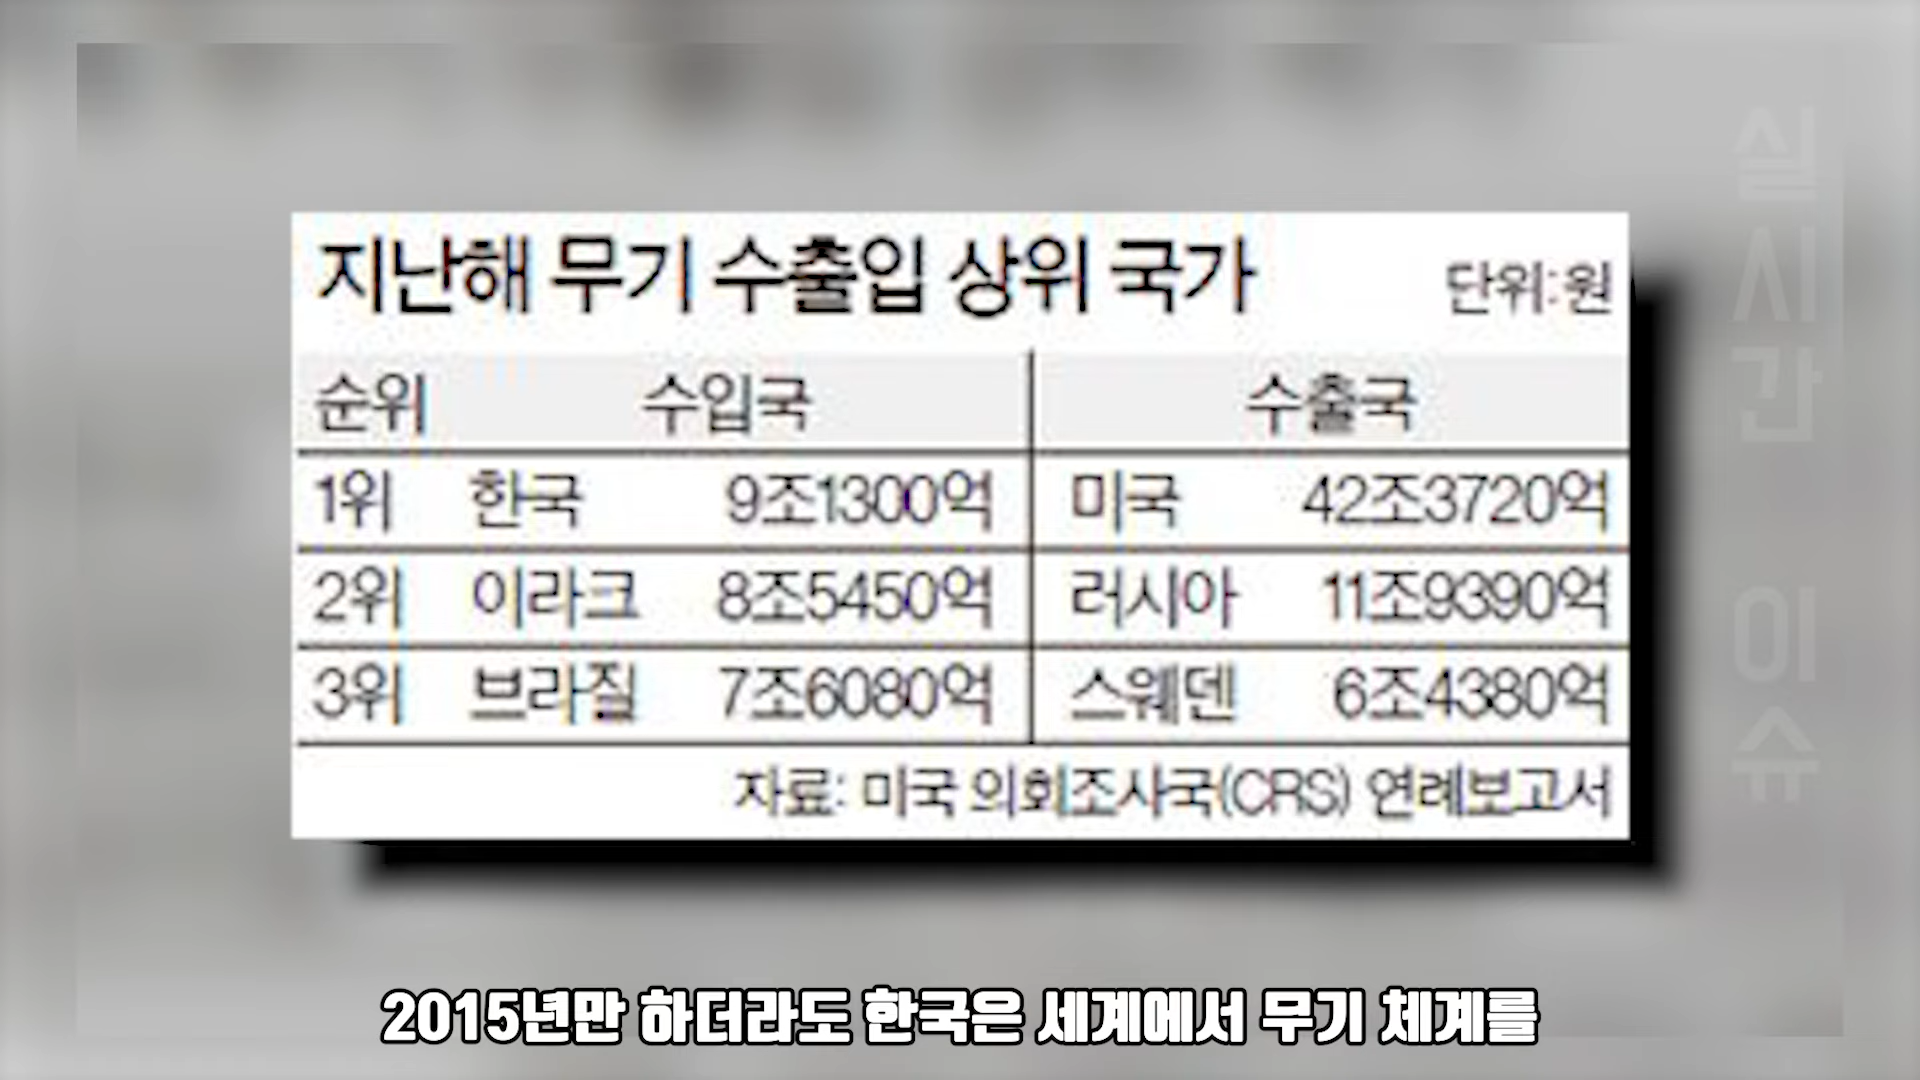 지난해 무기 수출입 상위 국가 단위:원
순위 수입국 수출국
1위 한국 9조1300억 미국 42조3720억
2위 이라크 8조5450억 러시아 11조9390억
3위 브라질 7조6080억 스웨덴 6조4380억
자료: 미국 의회조사국(CRS) 연례보고서
실시간 이슈
2015년만 하더라도 한국은 세계에서 무기 체계를